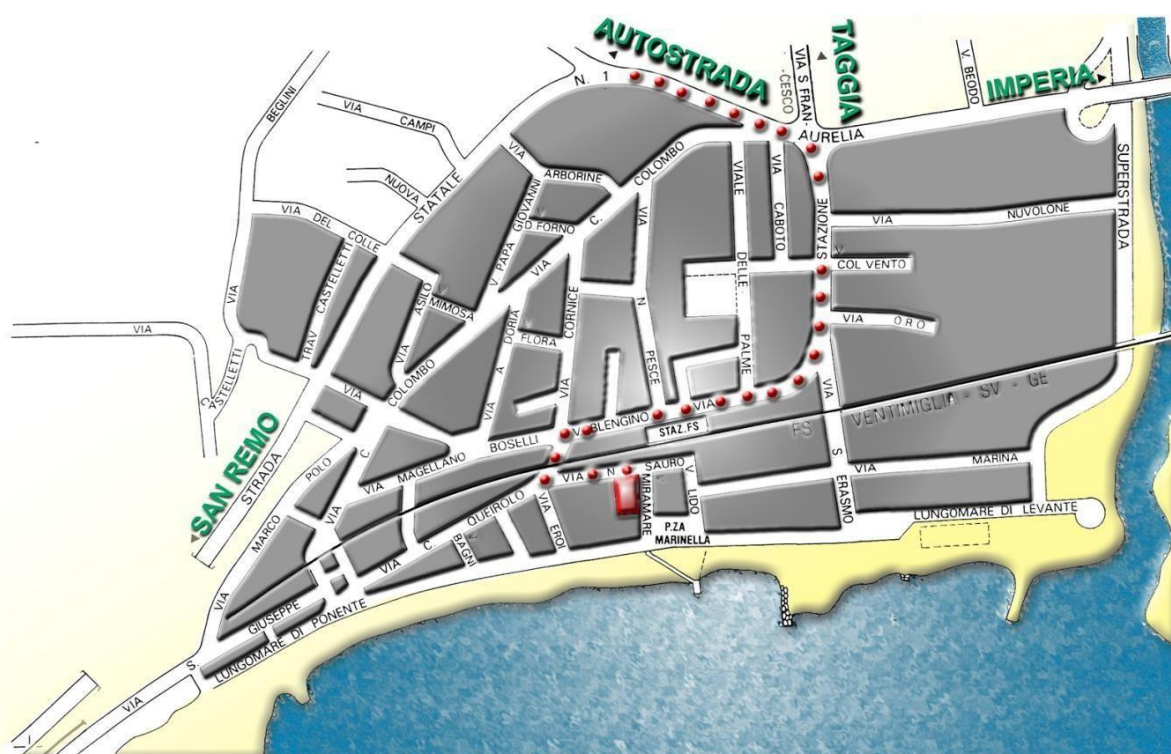 AUTOSTRADA
TAGGIA
IMPERIA
SAN REMO
N. 1
VIA S FRAN-
-CESCO
V. BEODO
AURELIA
SUPERSTRADA
BEGLINI
VIA
VIA CAMPI
NUOVA
STATALE
STRADA
VIA DEL COLLE
TRAV CASTELLETTI
VIA
VIA ASILO
MIMOSA
VIA ARBORINE
V PAPA GIOVANNI
D FORNO
VIA C. COLOMBO
VIA COLOMBO
VIA CORNICE
VIA A DORIA
FLORA
VIA N PESCE
VIALE DELLE PALME
VIA CABOTO
STAZIONE
VIA
VIA NUVOLONE
COL VENTO
VIA ORO
V BLENGINO
STAZ.FS
FS VENTIMIGLIA - SV - GE
BOSELLI
VIA MAGELLANO
VIA C
VIA MARCO POLO
VIA N SAURO
MIRAMARE
V LIDO
P.ZA
MARINELLA
VIA S ERASMO
VIA MARINA
LUNGOMARE DI LEVANTE
VIA C. QUEIROLO
BAGNI
VIA EROI
VIA S. GIUSEPPE
LUNGOMARE DI PONENTE
VIA